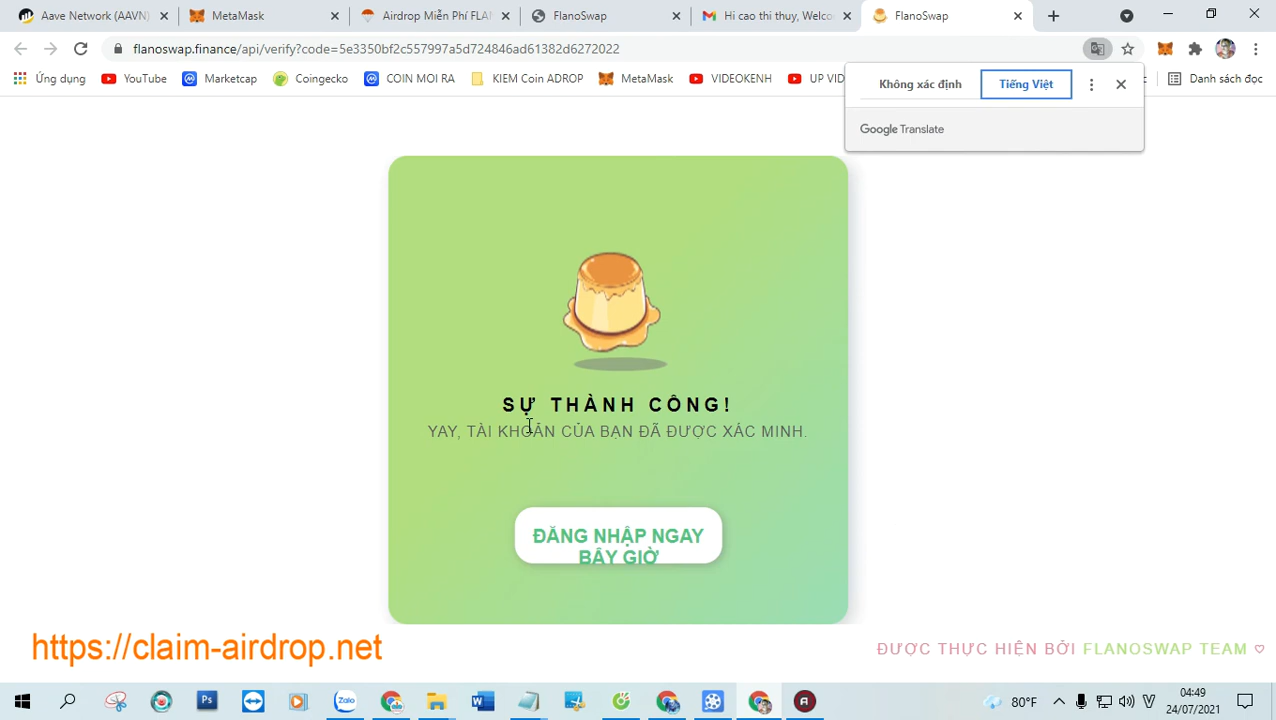 Aave Network (AAVN)
MetaMask
Airdrop Miễn Phí FLA
FlanoSwap
Hi cao thi thuy, Welco
FlanoSwap
flanoswap.finance/api/verify?code=5e3350bf2c557997a5d724846ad61382d6272022
Ứng dụng
YouTube
Marketcap
Coingecko
COIN MOI RA
KIEM Coin ADROP
MetaMask
VIDEOKENH
UP VID
Danh sách đọc
Không xác định
Tiếng Việt
Google Translate
SỰ THÀNH CÔNG!
YAY, TÀI KHOẢN CỦA BẠN ĐÃ ĐƯỢC XÁC MINH.
ĐĂNG NHẬP NGAY
BÂY GIỜ
https://claim-airdrop.net
ĐƯỢC THỰC HIỆN BỞI FLANOSWAP TEAM ♡
Ps
Zalo
80°F
V
04:49
24/07/2021